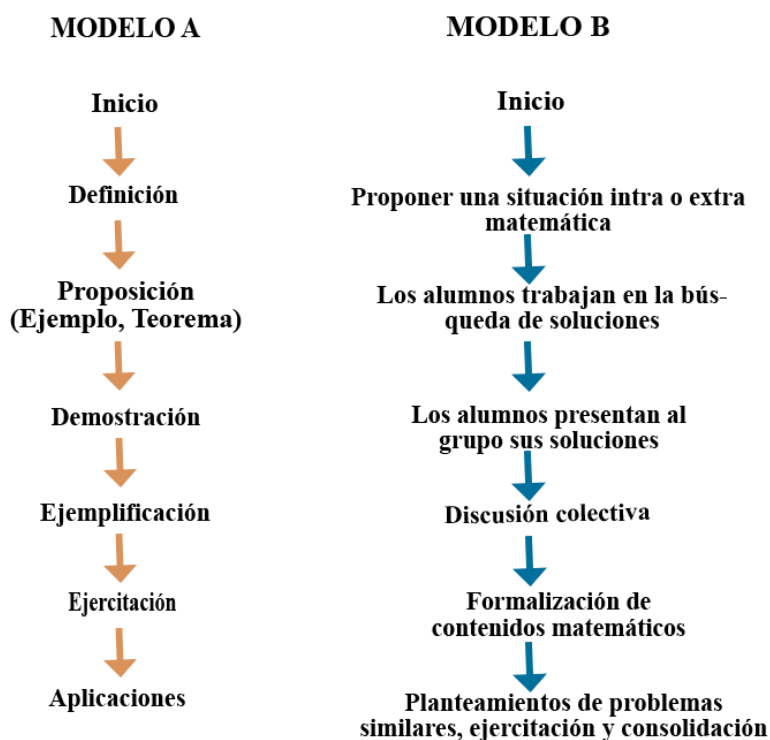 MODELO A
Inicio
Definición
Proposición
(Ejemplo, Teorema)
Demostración
Ejemplificación
Ejercitación
Aplicaciones
MODELO B
Inicio
Proponer una situación intra o extra
matemática
Los alumnos trabajan en la bús-
queda de soluciones
Los alumnos presentan al
grupo sus soluciones
Discusión colectiva
Formalización de
contenidos matemáticos
Planteamientos de problemas
similares, ejercitación y consolidación